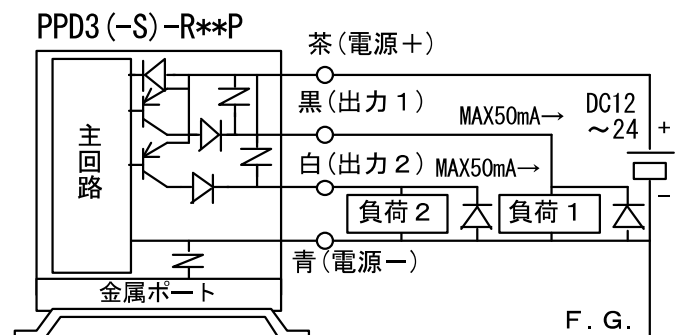 PPD3(-S)-R**P
茶(電源＋)
黒(出力1)
MAX50mA→
DC12
～24
＋
主回路
白(出力2)
MAX50mA→
－
負荷2
負荷1
青(電源－)
金属ポート
F.G.